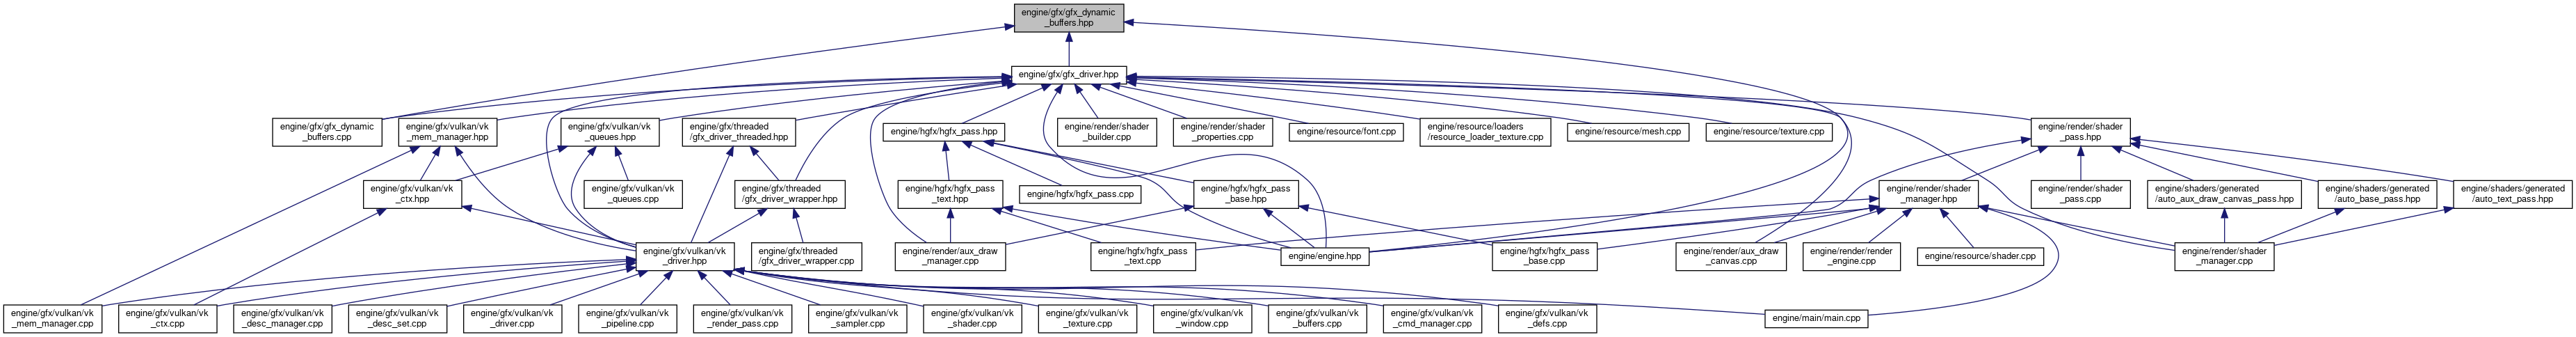 engine/gfx/gfx_dynamic
_buffers.hpp
engine/gfx/gfx_driver.hpp
engine/gfx/gfx_dynamic
_buffers.cpp
engine/gfx/vulkan/vk
_mem_manager.hpp
engine/gfx/vulkan/vk
_queues.hpp
engine/gfx/threaded
/gfx_driver_threaded.hpp
engine/hgfx/hgfx_pass.hpp
engine/render/shader
_builder.cpp
engine/render/shader
_properties.cpp
engine/resource/font.cpp
engine/resource/loaders
/resource_loader_texture.cpp
engine/resource/mesh.cpp
engine/resource/texture.cpp
engine/render/shader
_pass.hpp
engine/gfx/vulkan/vk
_ctx.hpp
engine/gfx/vulkan/vk
_queues.cpp
engine/gfx/threaded
/gfx_driver_wrapper.hpp
engine/hgfx/hgfx_pass
_text.hpp
engine/hgfx/hgfx_pass.cpp
engine/hgfx/hgfx_pass
_base.hpp
engine/render/shader
_manager.hpp
engine/render/shader
_pass.cpp
engine/shaders/generated
/auto_aux_draw_canvas_pass.hpp
engine/shaders/generated
/auto_base_pass.hpp
engine/shaders/generated
/auto_text_pass.hpp
engine/gfx/vulkan/vk
_driver.hpp
engine/gfx/threaded
/gfx_driver_wrapper.cpp
engine/render/aux_draw
_manager.cpp
engine/hgfx/hgfx_pass
_text.cpp
engine/engine.hpp
engine/hgfx/hgfx_pass
_base.cpp
engine/render/aux_draw
_canvas.cpp
engine/render/render
_engine.cpp
engine/resource/shader.cpp
engine/render/shader
_manager.cpp
engine/gfx/vulkan/vk
_mem_manager.cpp
engine/gfx/vulkan/vk
_ctx.cpp
engine/gfx/vulkan/vk
_desc_manager.cpp
engine/gfx/vulkan/vk
_desc_set.cpp
engine/gfx/vulkan/vk
_driver.cpp
engine/gfx/vulkan/vk
_pipeline.cpp
engine/gfx/vulkan/vk
_render_pass.cpp
engine/gfx/vulkan/vk
_sampler.cpp
engine/gfx/vulkan/vk
_shader.cpp
engine/gfx/vulkan/vk
_texture.cpp
engine/gfx/vulkan/vk
_window.cpp
engine/gfx/vulkan/vk
_buffers.cpp
engine/gfx/vulkan/vk
_cmd_manager.cpp
engine/gfx/vulkan/vk
_defs.cpp
engine/main/main.cpp